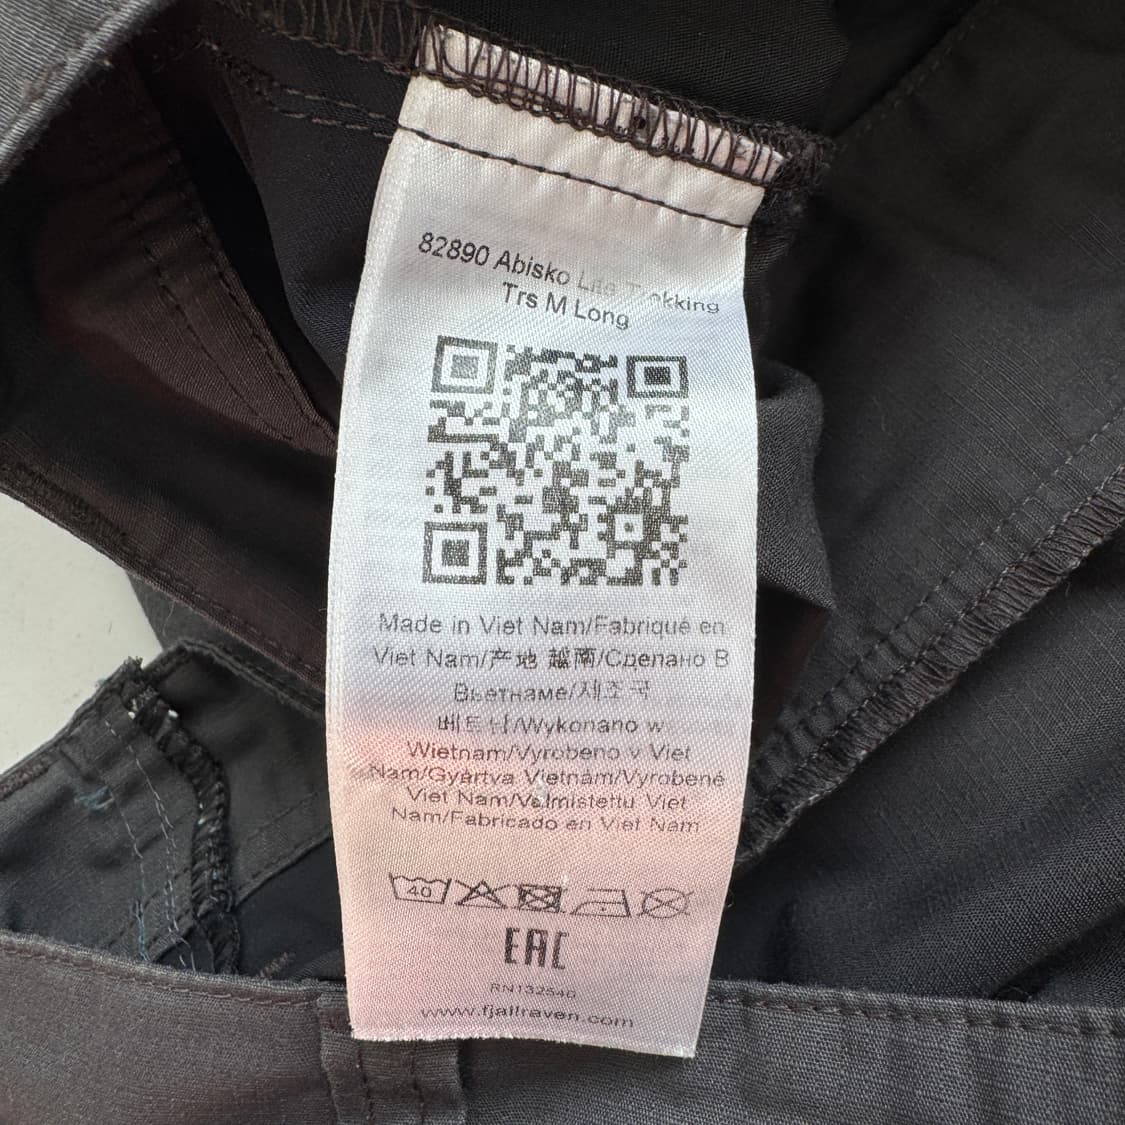 82890 Abisko Lite Trekking
Trs M Long
Made in Viet Nam/Fabriqué en
Viet Nam/产地 越南/Сделано В
Вьетнаме/제조국
베트남/Wykonano w
Wietnam/Vyrobeno v Viet
Nam/Gyártva Vietnám/Vyrobené
Viet Nam/Valmistettu Viet
Nam/Fabricado en Viet Nam
40
EAC
RN132540
www.fjallraven.com